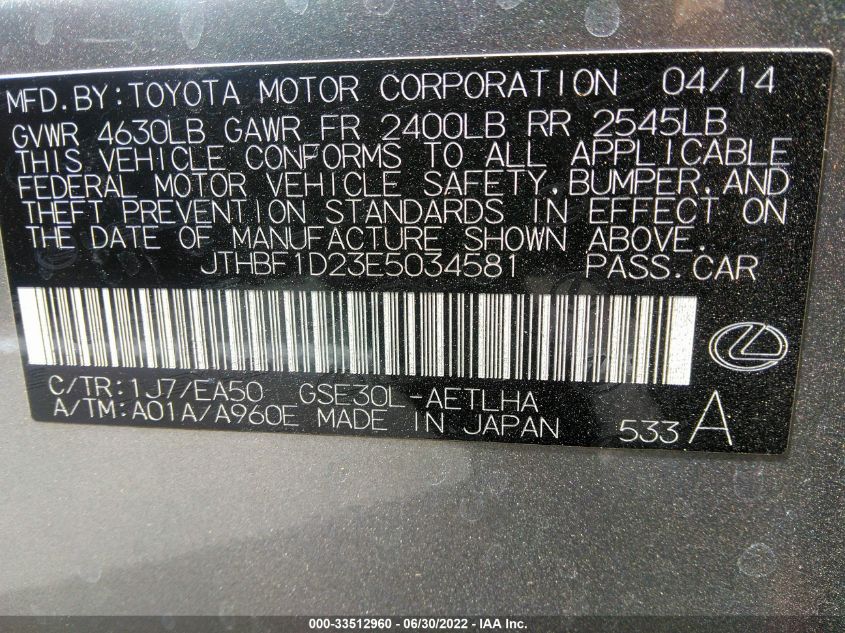 MFD.BY:TOYOTA MOTOR CORPORATION 04/14
GVWR 4630LB GAWR FR 2400LB RR 2545LB
THIS VEHICLE CONFORMS TO ALL APPLICABLE
FEDERAL MOTOR VEHICLE SAFETY,BUMPER,AND
THEFT PREVENTION STANDARDS IN EFFECT ON
THE DATE OF MANUFACTURE SHOWN ABOVE.
JTHBF1D23E5034581 PASS.CAR
C/TR:1J7/EA50 GSE30L-AETLHA
A/TM:A01A/A960E MADE IN JAPAN 533 A
000-33512960 - 06/30/2022 - IAA Inc.